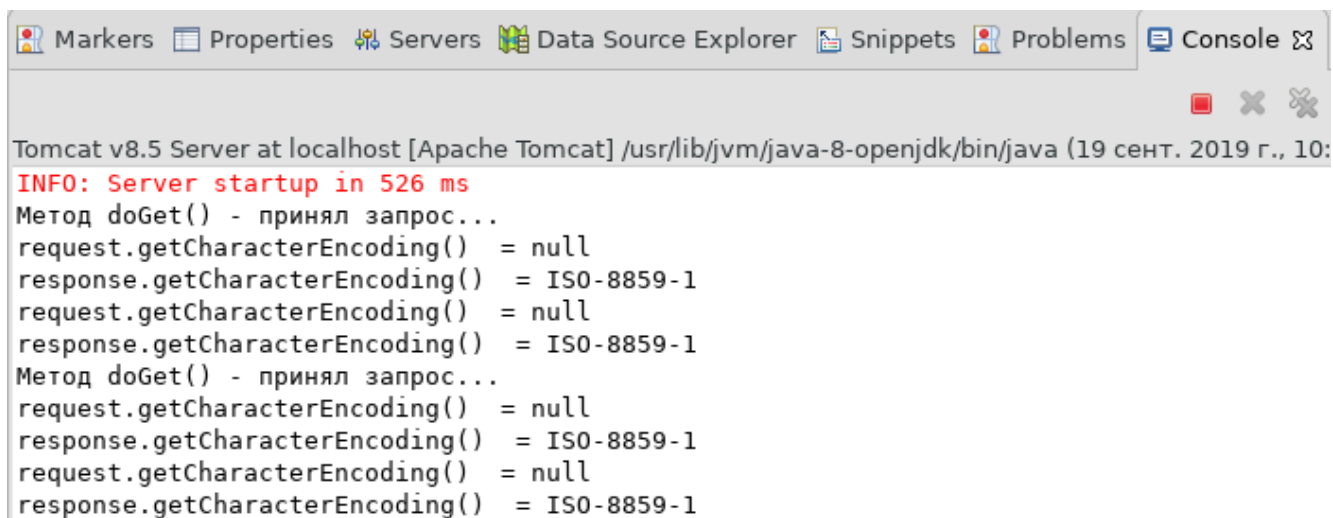 Markers Properties Servers Data Source Explorer Snippets Problems Console
Tomcat v8.5 Server at localhost [Apache Tomcat] /usr/lib/jvm/java-8-openjdk/bin/java (19 сент. 2019 г., 10:
INFO: Server startup in 526 ms
Метод doGet() - принял запрос...
request.getCharacterEncoding()  = null
response.getCharacterEncoding()  = ISO-8859-1
request.getCharacterEncoding()  = null
response.getCharacterEncoding()  = ISO-8859-1
Метод doGet() - принял запрос...
request.getCharacterEncoding()  = null
response.getCharacterEncoding()  = ISO-8859-1
request.getCharacterEncoding()  = null
response.getCharacterEncoding()  = ISO-8859-1